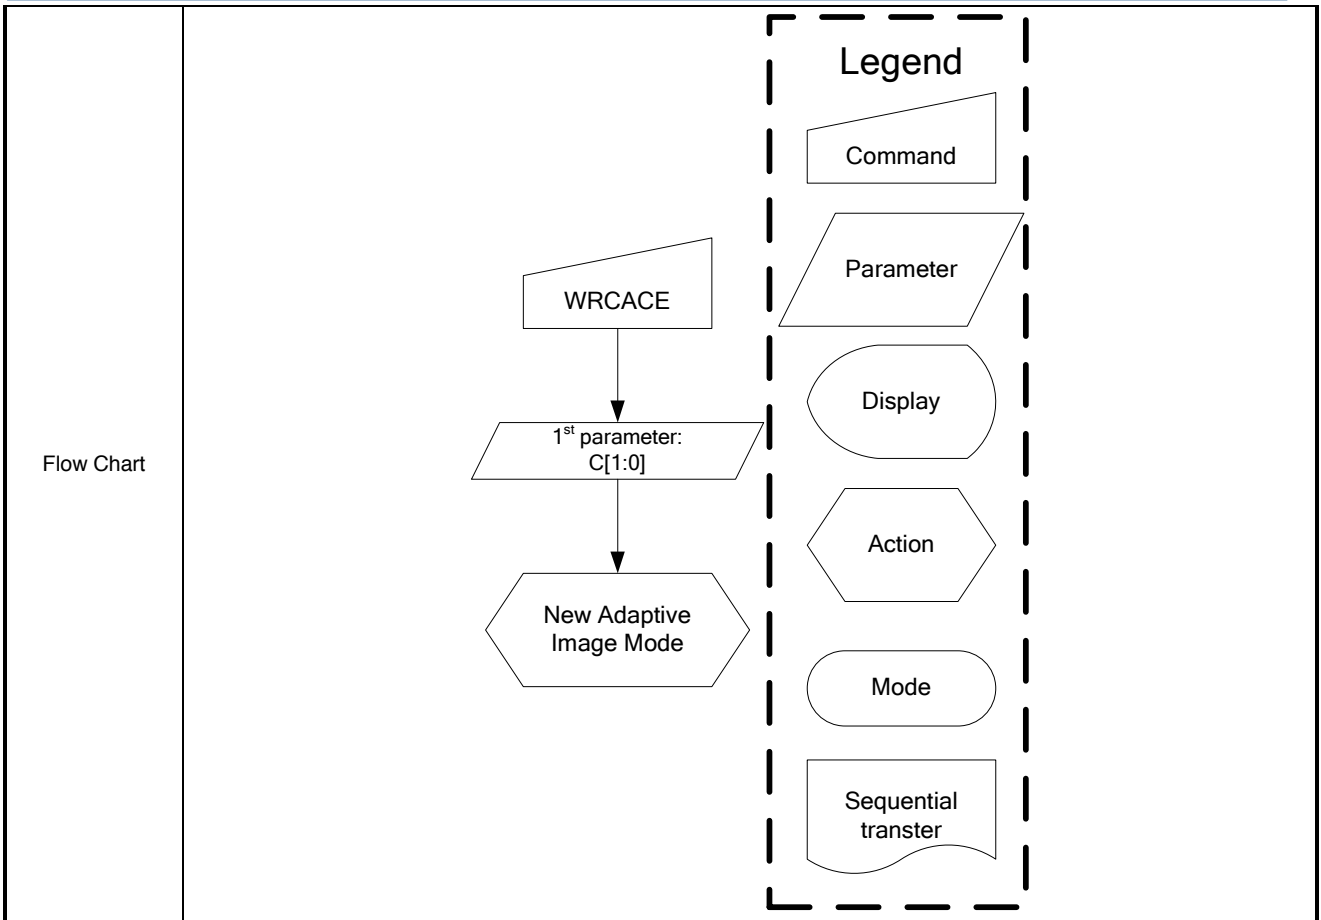 Flow Chart
WRCACE
1st parameter:
C[1:0]
New Adaptive
Image Mode
Legend
Command
Parameter
Display
Action
Mode
Sequential
transter